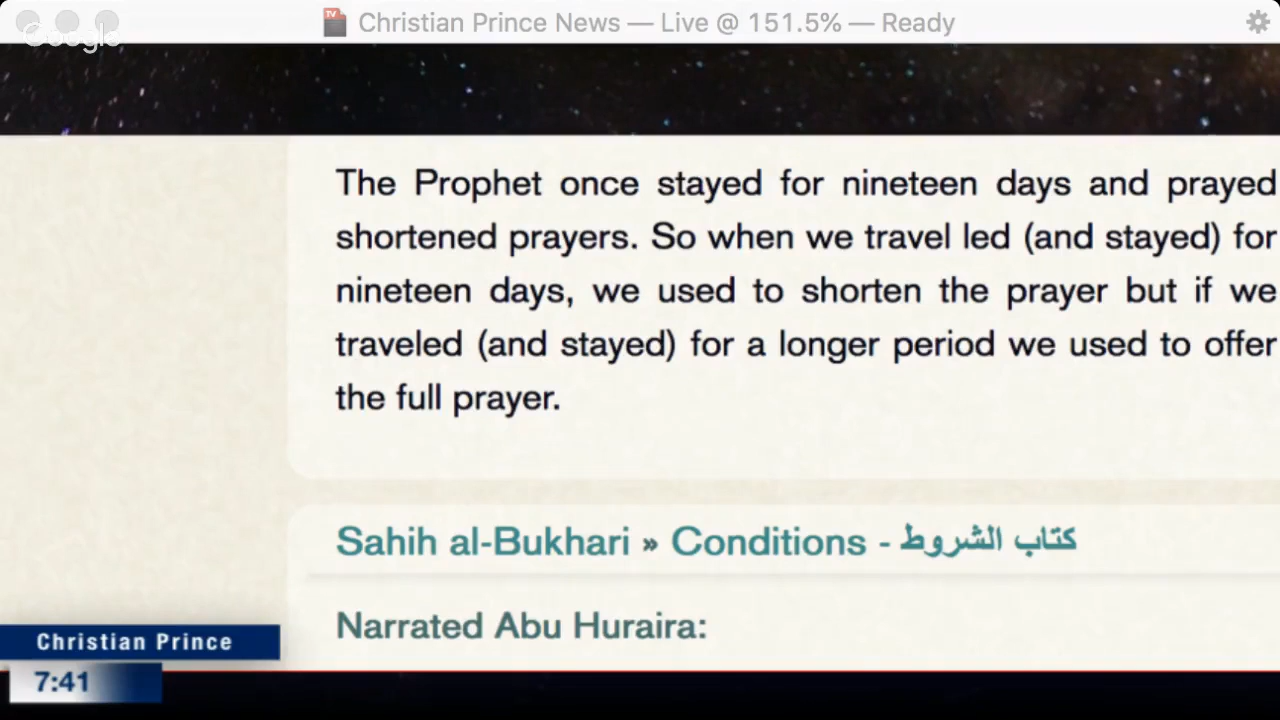 Christian Prince News — Live @ 151.5% — Ready
Google
The Prophet once stayed for nineteen days and prayed
shortened prayers. So when we travel led (and stayed) for
nineteen days, we used to shorten the prayer but if we
traveled (and stayed) for a longer period we used to offer
the full prayer.
Sahih al-Bukhari » Conditions - كتاب الشروط
Narrated Abu Huraira:
Christian Prince
7:41